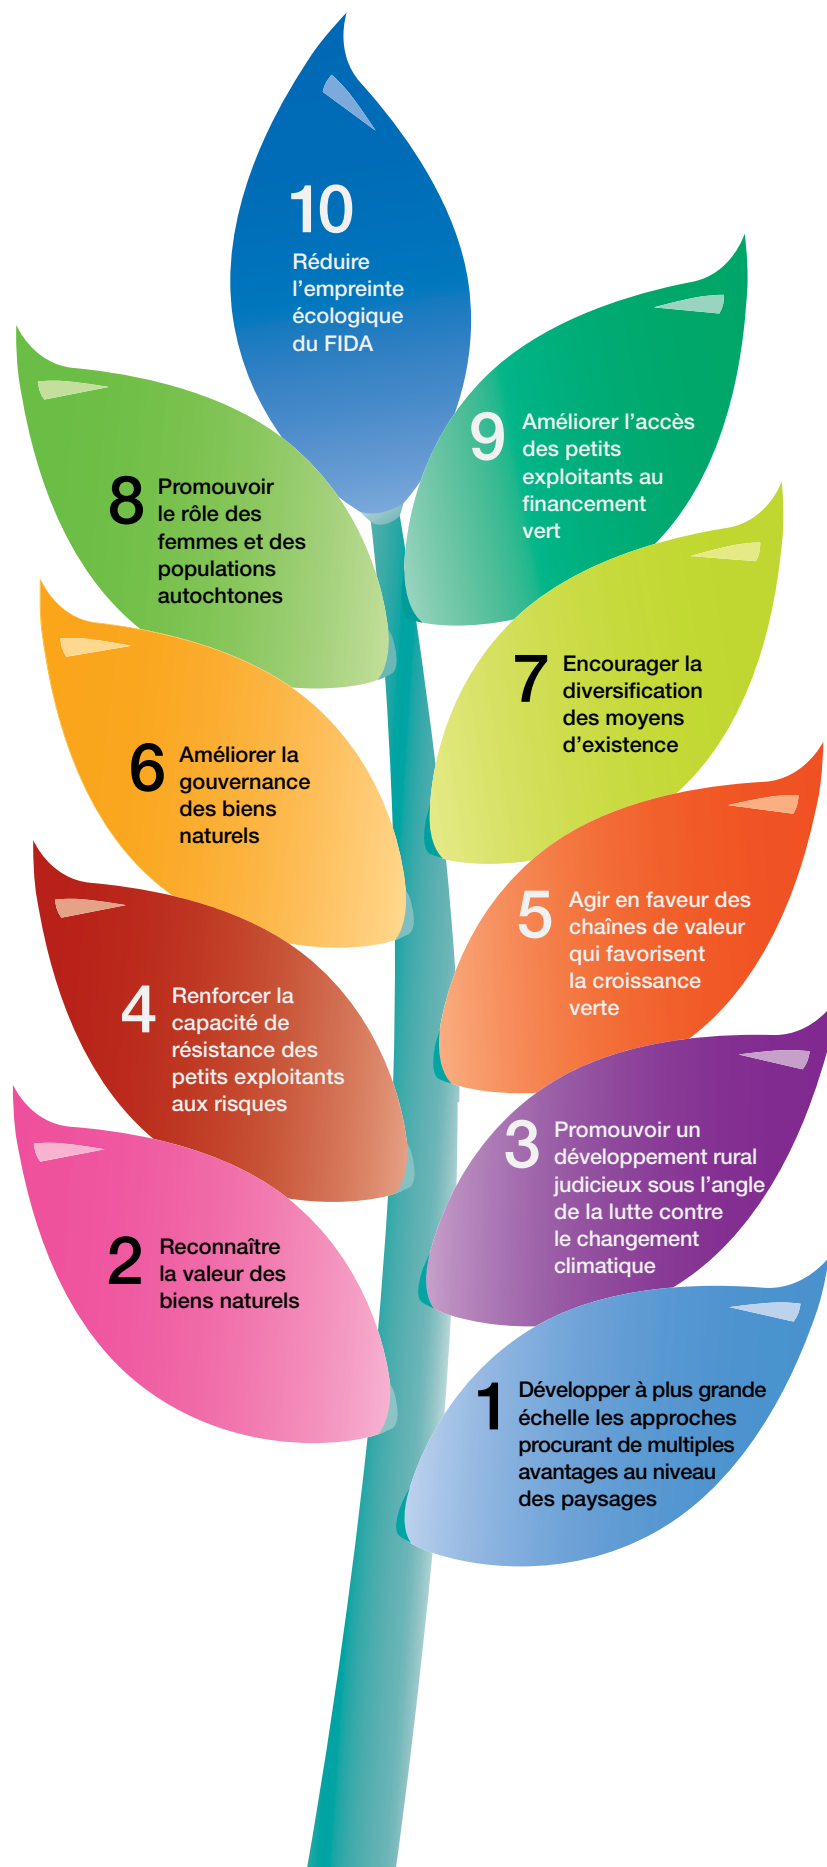 10
Réduire
l’empreinte
écologique
du FIDA
9
Améliorer l’accès
des petits
exploitants au
financement
vert
8
Promouvoir
le rôle des
femmes et des
populations
autochtones
7
Encourager la
diversification
des moyens
d’existence
6
Améliorer la
gouvernance
des biens
naturels
5
Agir en faveur des
chaînes de valeur
qui favorisent
la croissance
verte
4
Renforcer la
capacité de
résistance des
petits exploitants
aux risques
3
Promouvoir un
développement rural
judicieux sous l’angle
de la lutte contre
le changement
climatique
2
Reconnaître
la valeur des
biens naturels
1
Développer à plus grande
échelle les approches
procurant de multiples
avantages au niveau
des paysages